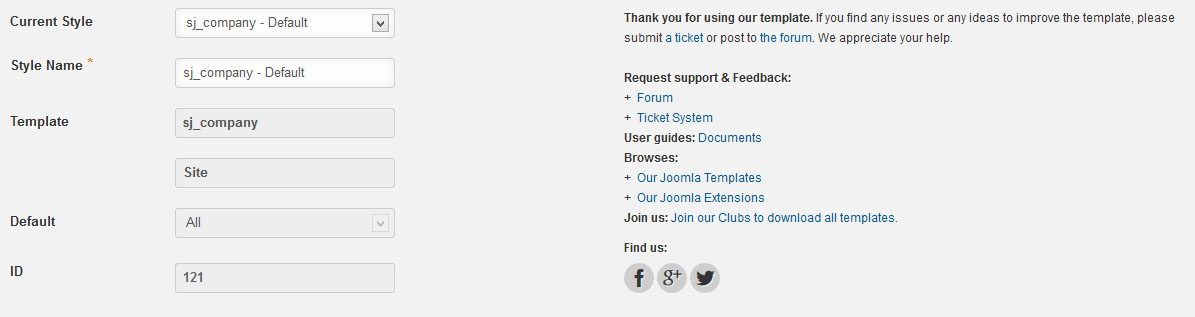 Current Style
sj_company - Default
Style Name *
sj_company - Default
Template
sj_company
Site
Default
All
ID
121
Thank you for using our template. If you find any issues or any ideas to improve the template, please
submit a ticket or post to the forum. We appreciate your help.
Request support & Feedback:
+ Forum
+ Ticket System
User guides: Documents
Browses:
+ Our Joomla Templates
+ Our Joomla Extensions
Join us: Join our Clubs to download all templates.
Find us:
f g+